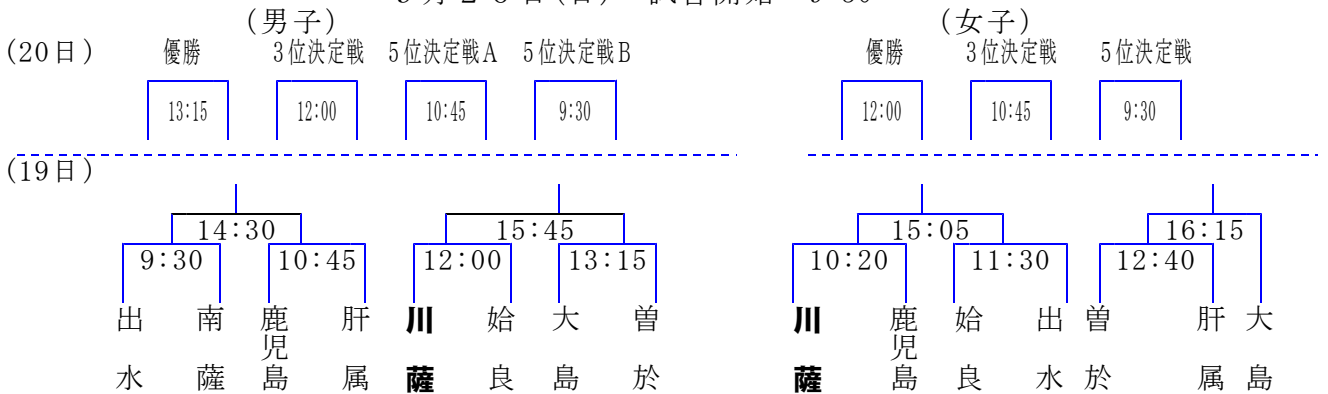 (男子) (女子)
(20日) 優勝 3位決定戦 5位決定戦A 5位決定戦B 優勝 3位決定戦 5位決定戦
13:15 12:00 10:45 9:30 12:00 10:45 9:30
(19日)
14:30 15:45 15:05 16:15
9:30 10:45 12:00 13:15 10:20 11:30 12:40
出水 南薩 鹿児島 肝属 川薩 姶良 大島 曽於 川薩 鹿児島 姶良 出水 曽於 肝属 大島